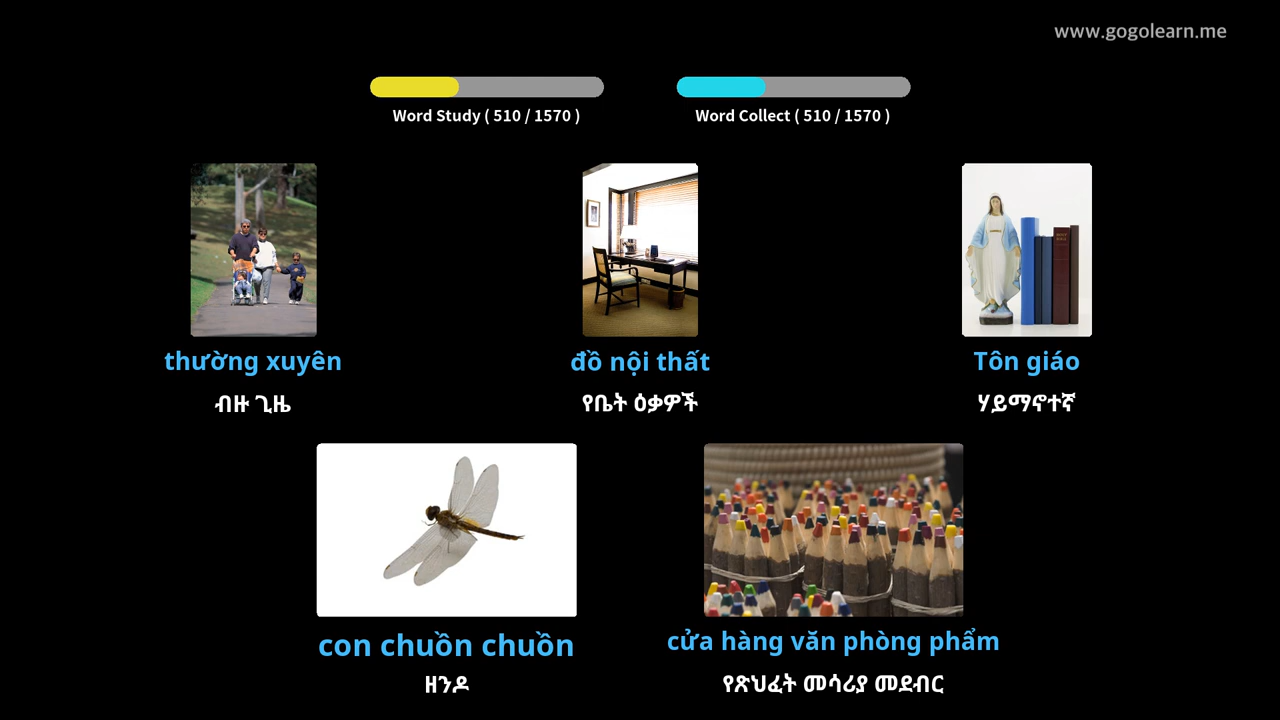 www.gogolearn.me
Word Study ( 510 / 1570 )
Word Collect ( 510 / 1570 )
thường xuyên
ብዙ ጊዜ
đồ nội thất
የቤት ዕቃዎች
Tôn giáo
ሃይማኖተኛ
con chuồn chuồn
ዘንዶ
cửa hàng văn phòng phẩm
የጽህፈት መሳሪያ መደብር